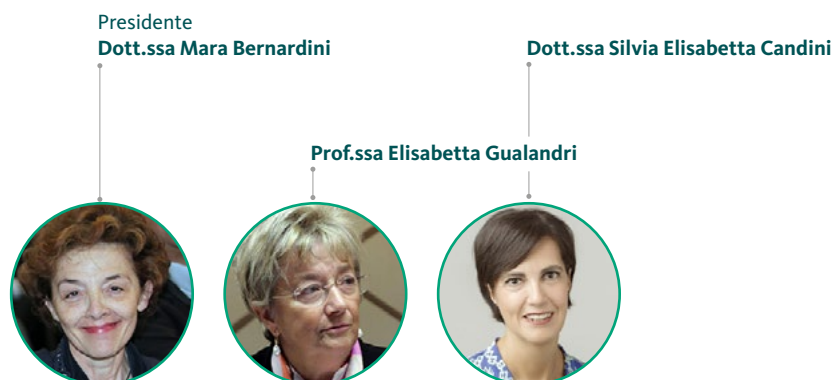 Presidente
Dott.ssa Mara Bernardini
Dott.ssa Silvia Elisabetta Candini
Prof.ssa Elisabetta Gualandri